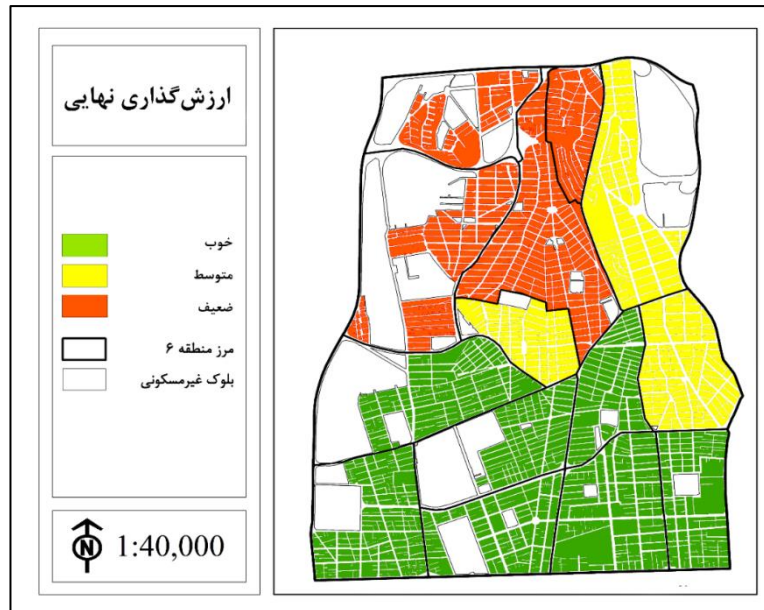 ارزش‌گذاری نهایی
خوب
متوسط
ضعیف
مرز منطقه ۶
بلوک غیرمسکونی
N 1:40,000